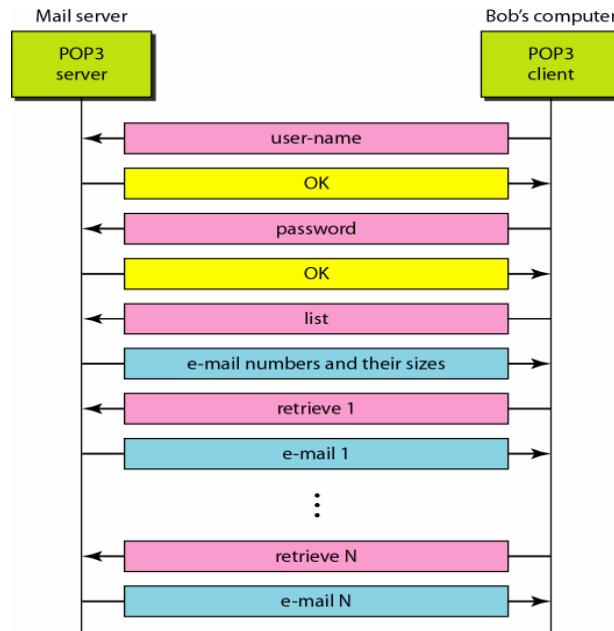 Mail server
Bob's computer
POP3
server
POP3
client
user-name
OK
password
OK
list
e-mail numbers and their sizes
retrieve 1
e-mail 1
retrieve N
e-mail N